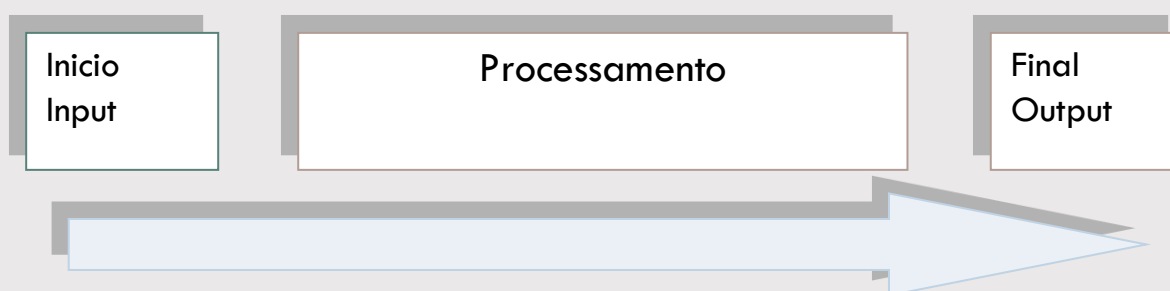 Inicio
Input
Processamento
Final
Output